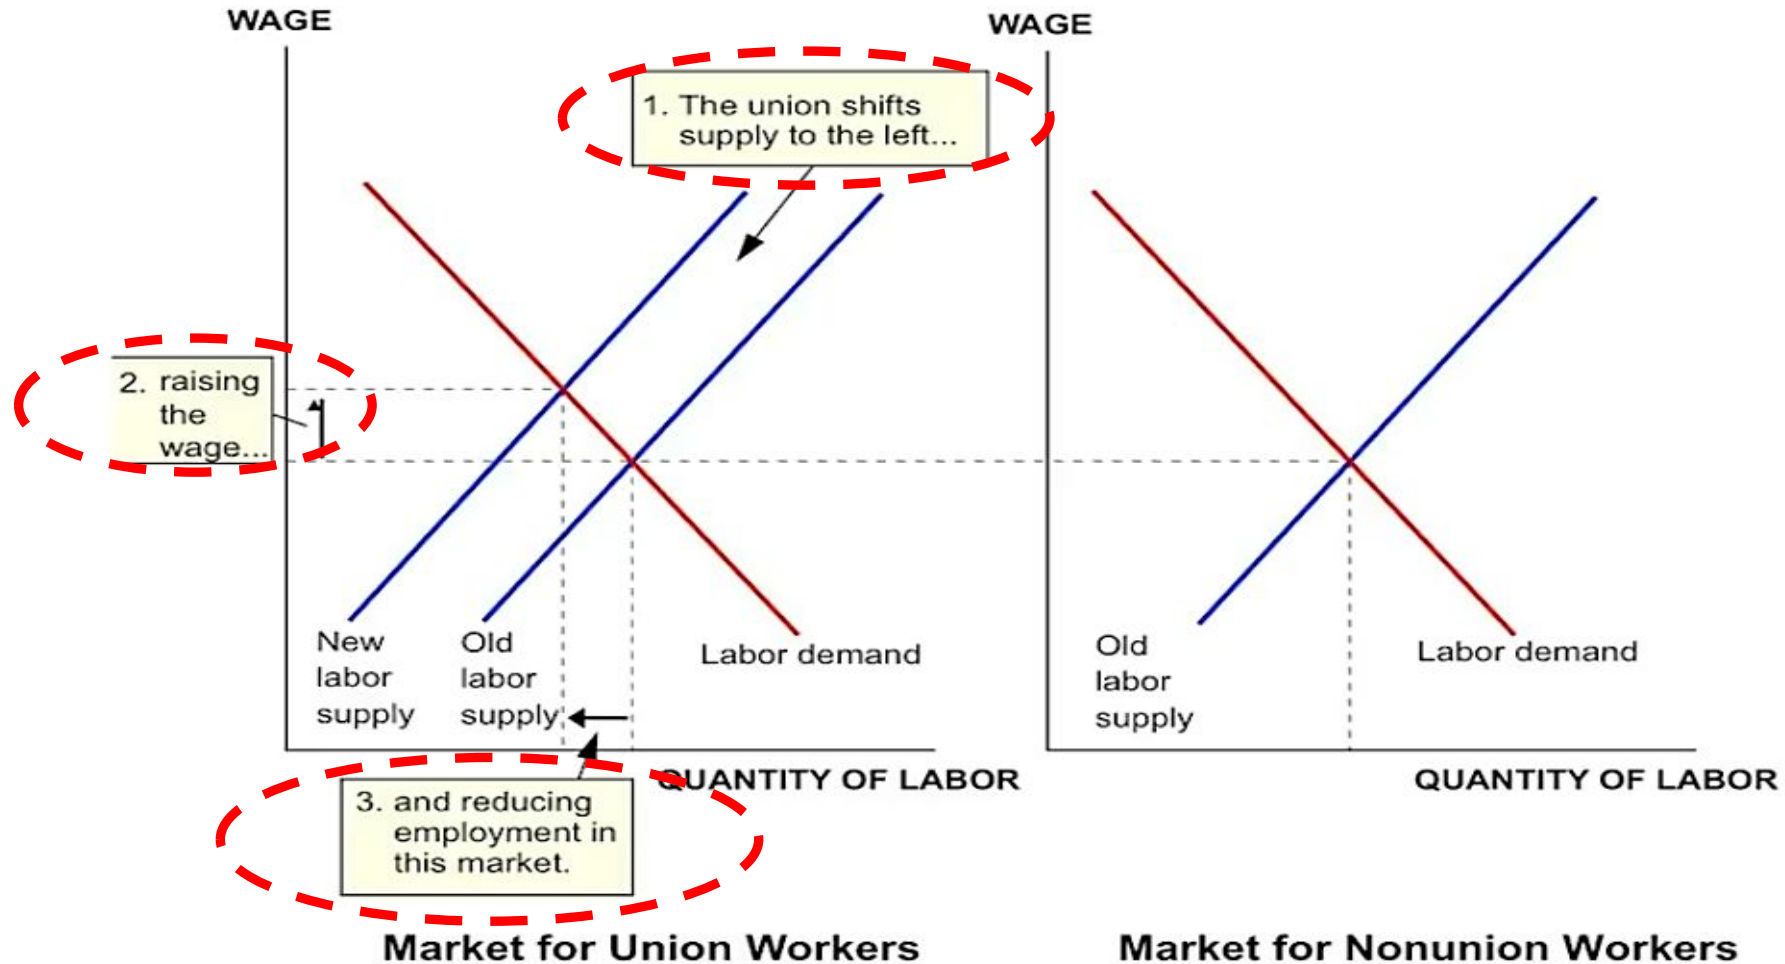 WAGE
WAGE
1. The union shifts
supply to the left...
2. raising
the
wage...
New
labor
supply
Old
labor
supply
Labor demand
Old
labor
supply
Labor demand
QUANTITY OF LABOR
QUANTITY OF LABOR
3. and reducing
employment in
this market.
Market for Union Workers
Market for Nonunion Workers